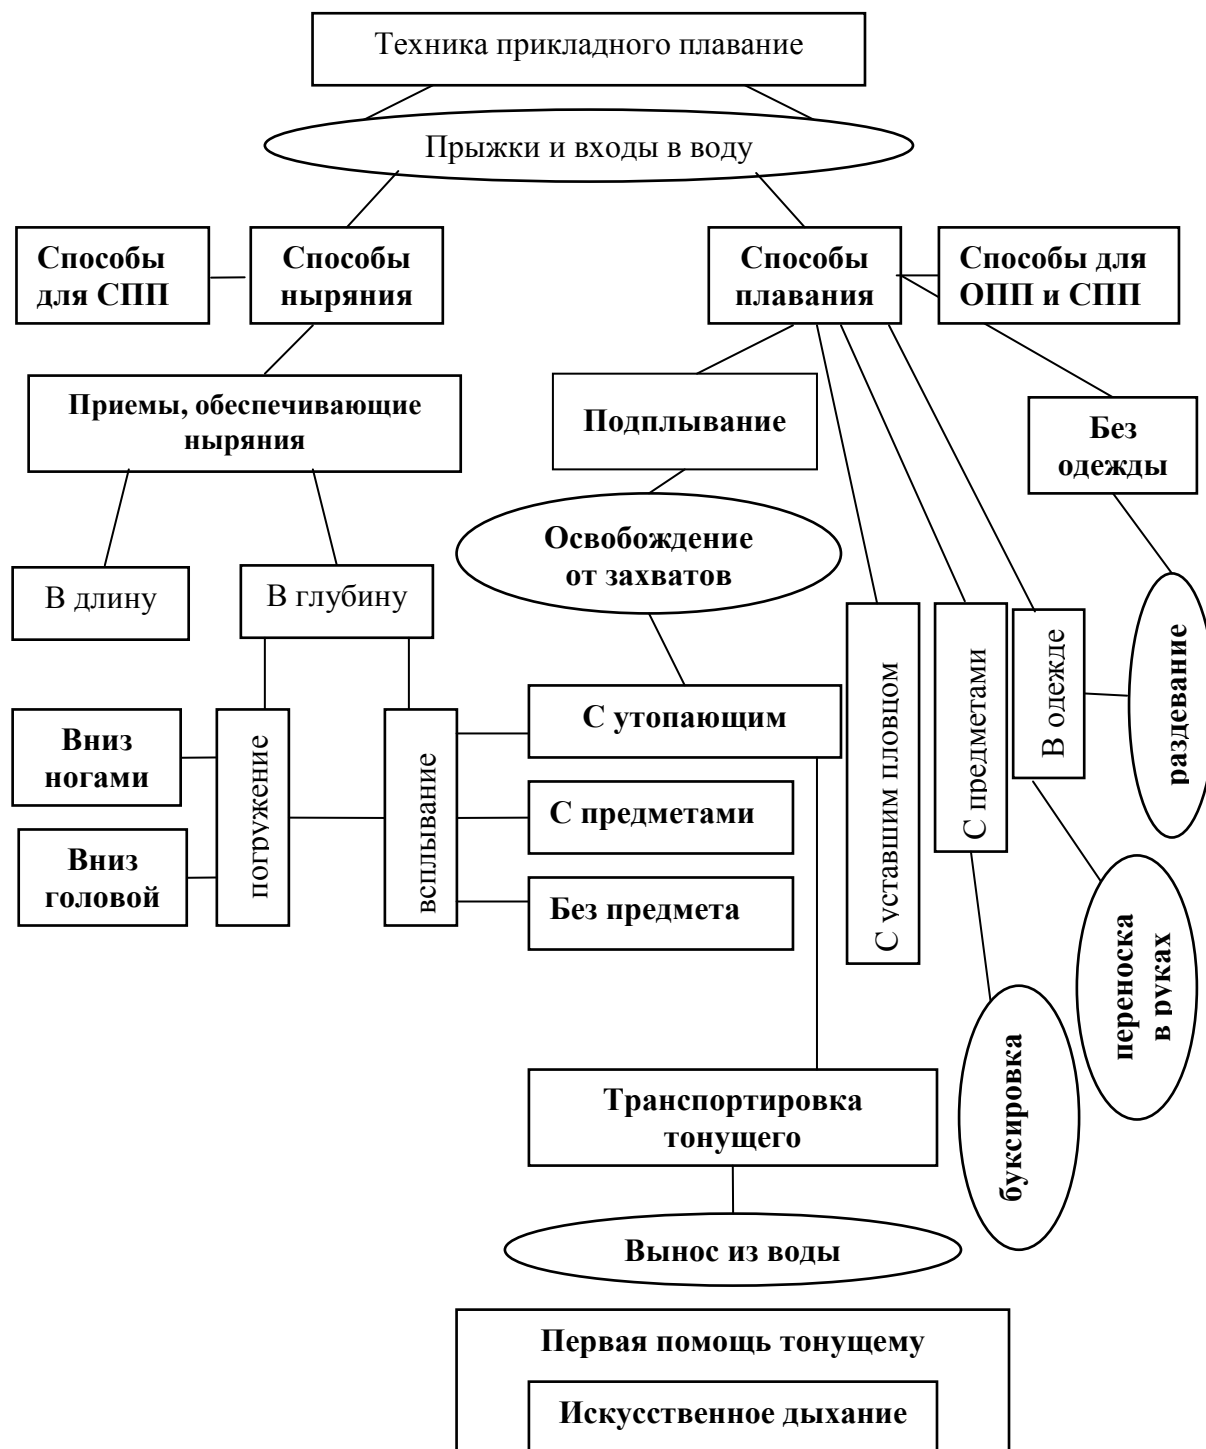 Техника прикладного плавание
Прыжки и входы в воду
Способы
для СПП
Способы
ныряния
Способы
плавания
Способы для
ОПП и СПП
Приемы, обеспечивающие
ныряния
Подплывание
Без
одежды
Освобождение
от захватов
В длину
В глубину
С уставшим пловцом
С предметами
В одежде
раздевание
Вниз
ногами
Вниз
головой
погружение
всплывание
С утопающим
С предметами
Без предмета
переноска
в руках
буксировка
Транспортировка
тонущего
Вынос из воды
Первая помощь тонущему
Искусственное дыхание